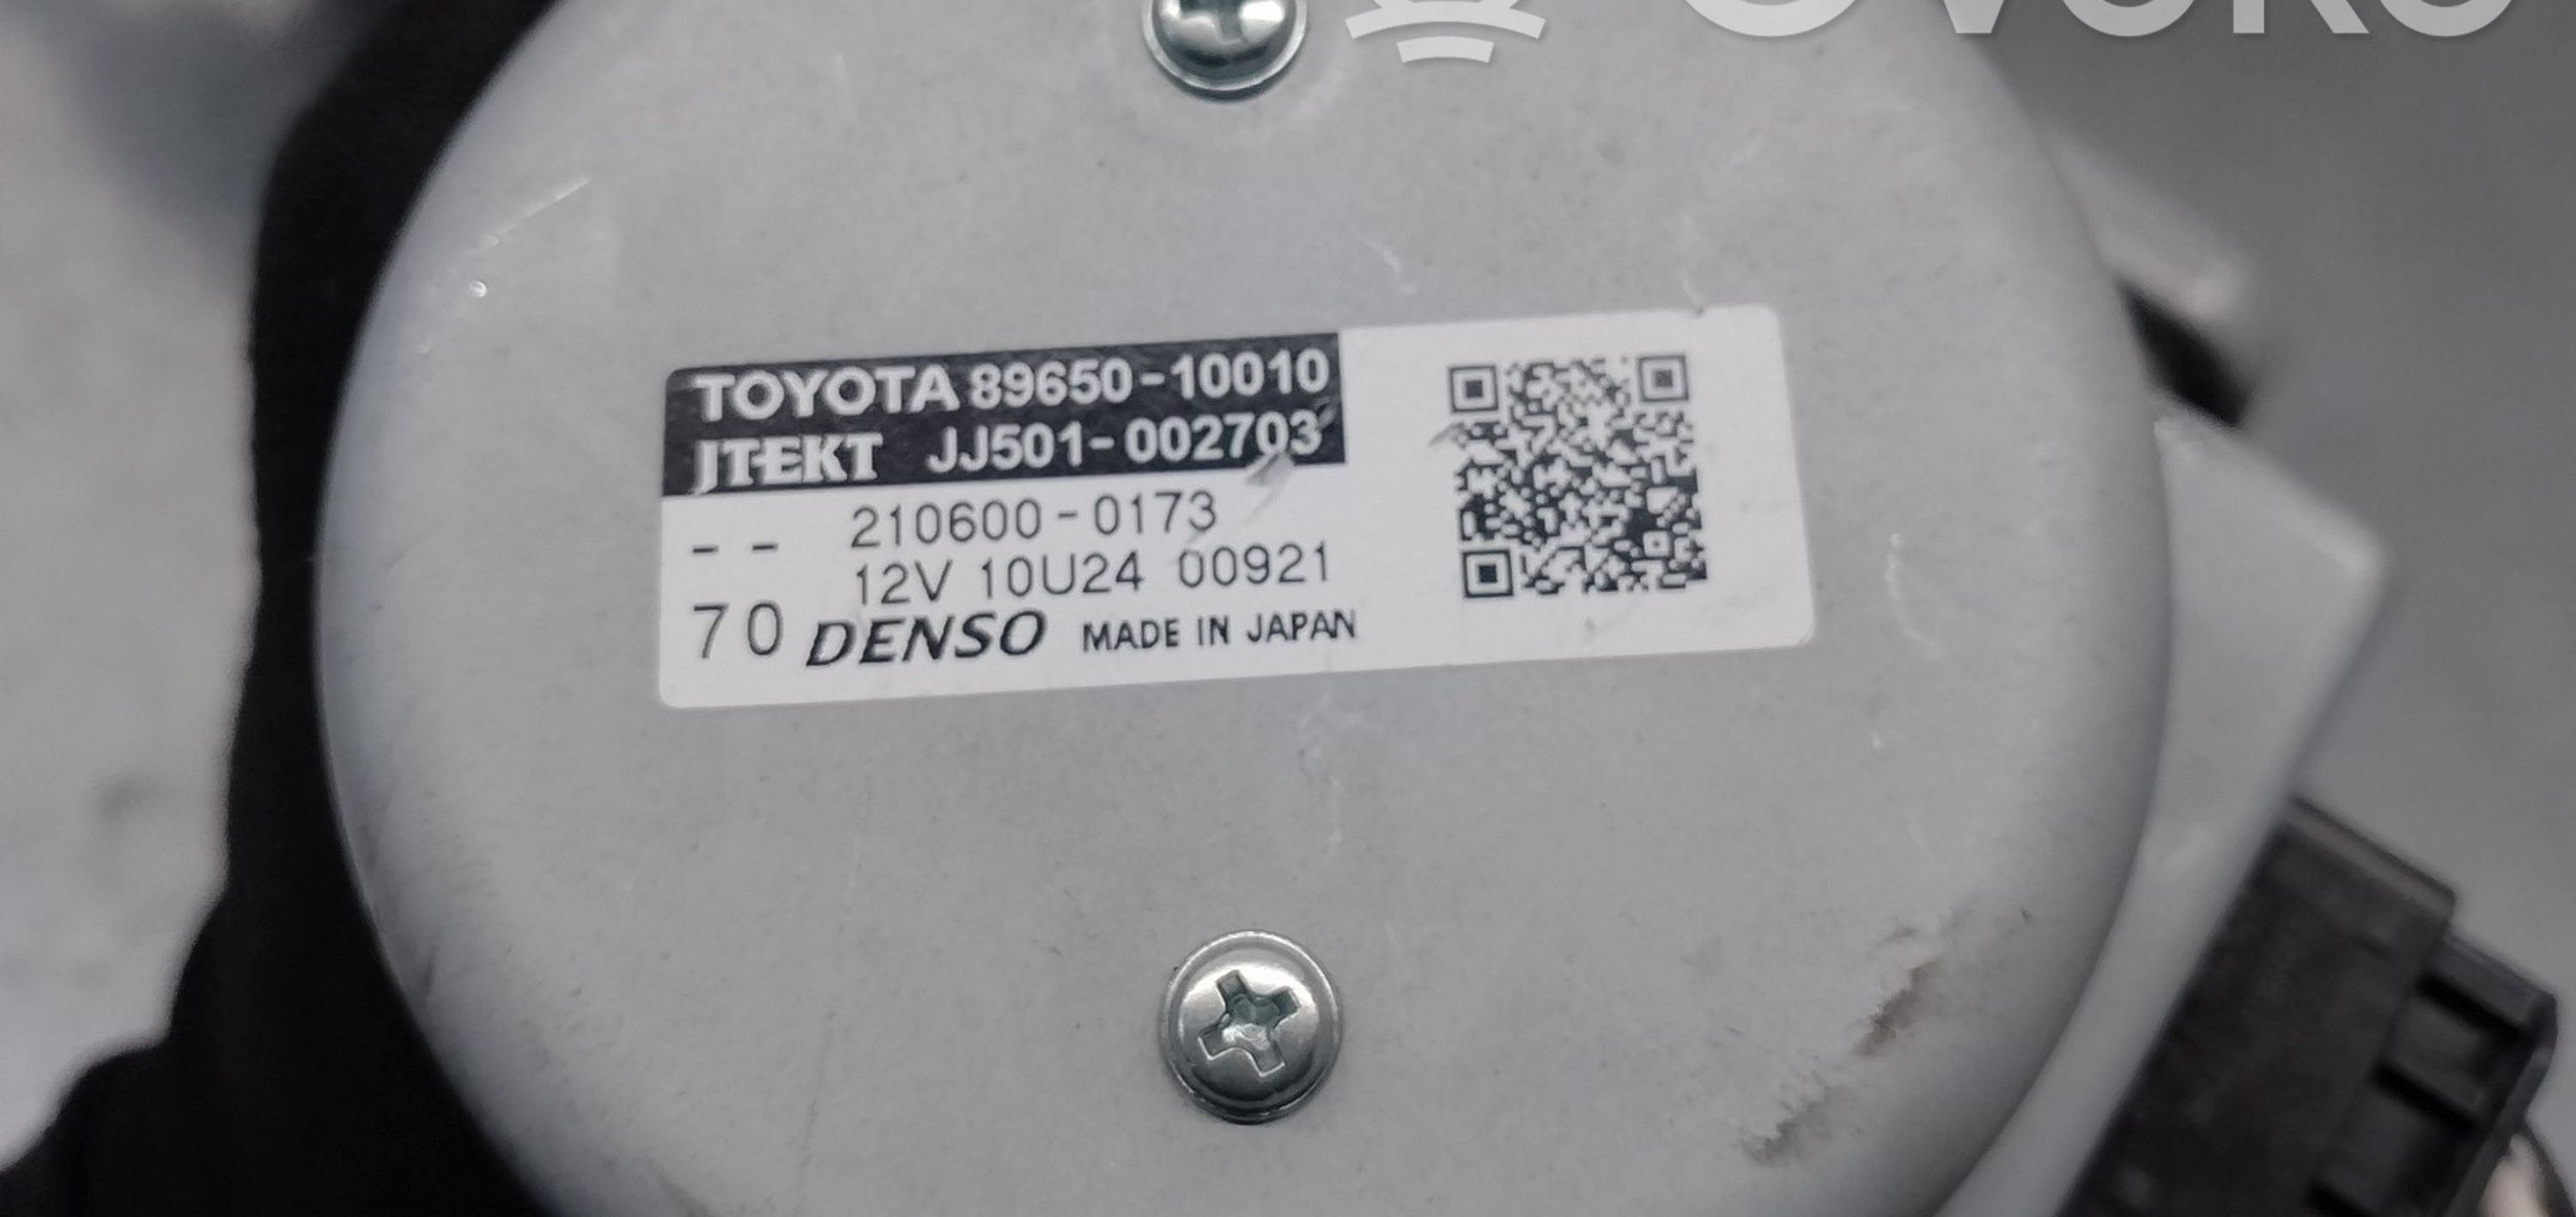 TOYOTA 89650-10010
JTEKT JJ501-002703
-- 210600-0173
12V 10U24 00921
70 DENSO MADE IN JAPAN